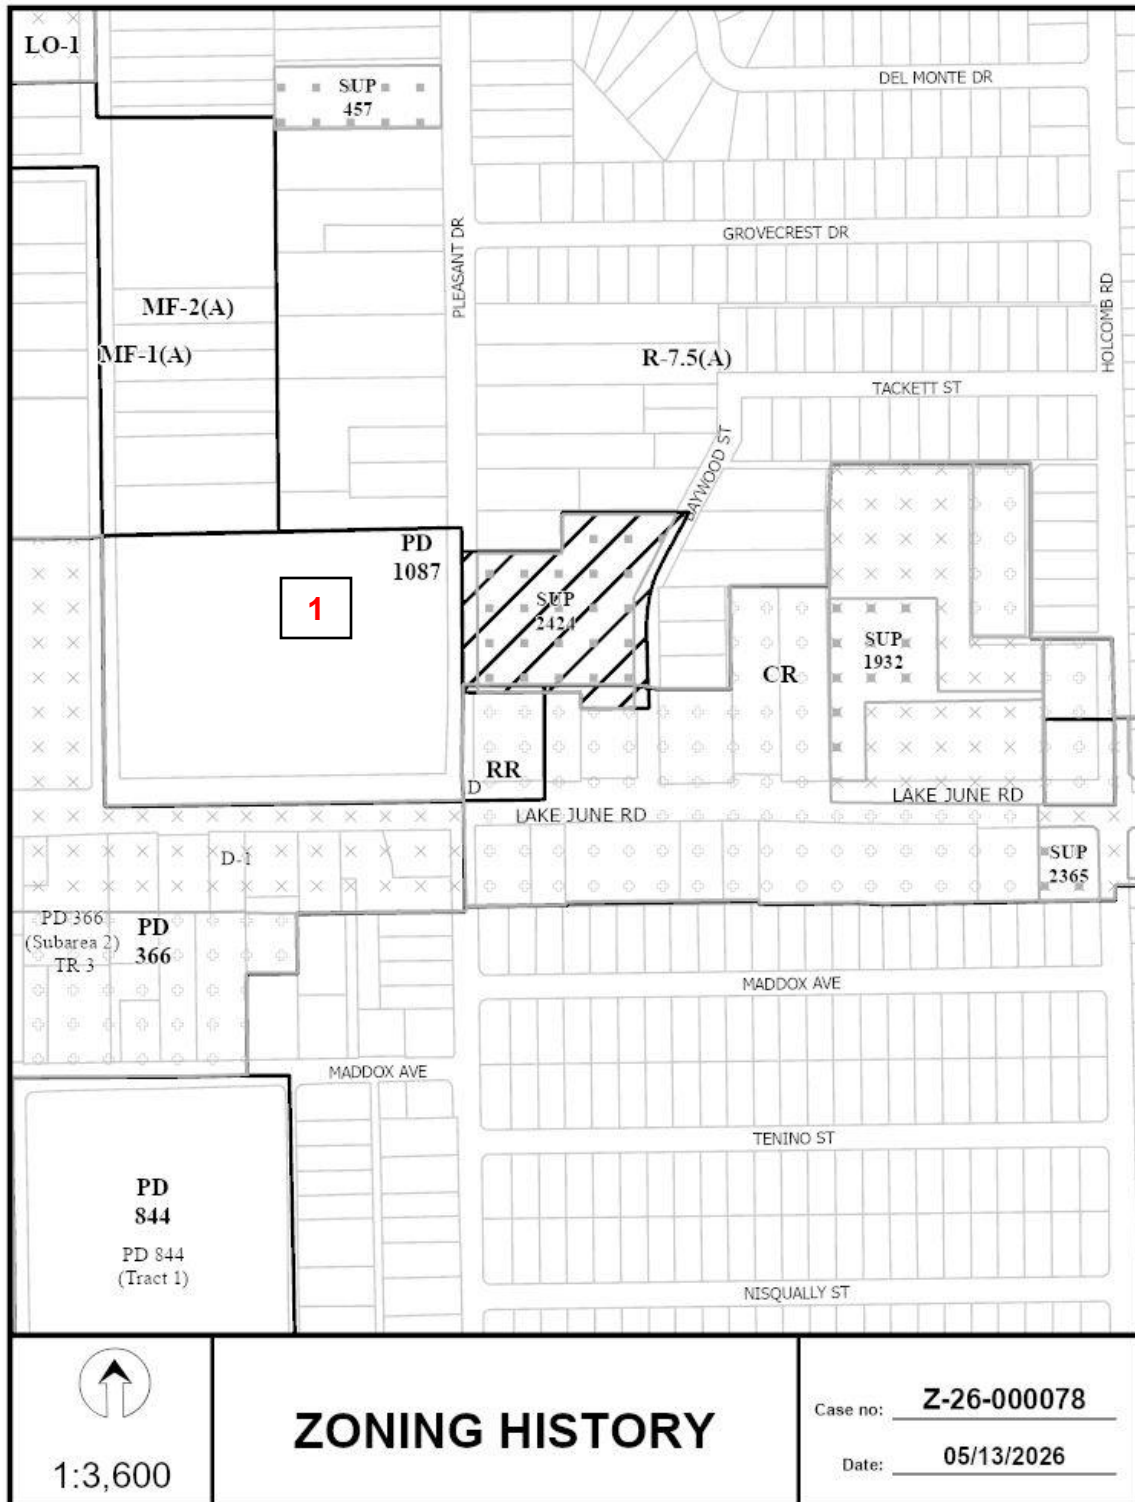 LO-1
SUP
457
DEL MONTE DR
PLEASANT DR
GROVECREST DR
HOLCOMB RD
MF-2(A)
MF-1(A)
R-7.5(A)
TACKETT ST
BAYWOOD ST
PD
1087
1
SUP
2424
SUP
1932
CR
RR
D
LAKE JUNE RD
LAKE JUNE RD
D-1
SUP
2365
PD 366
(Subarea 2)
TR 3
PD
366
MADDOX AVE
MADDOX AVE
TENINO ST
PD
844
PD 844
(Tract 1)
NISQUALLY ST
1:3,600
ZONING HISTORY
Case no: Z-26-000078
Date: 05/13/2026